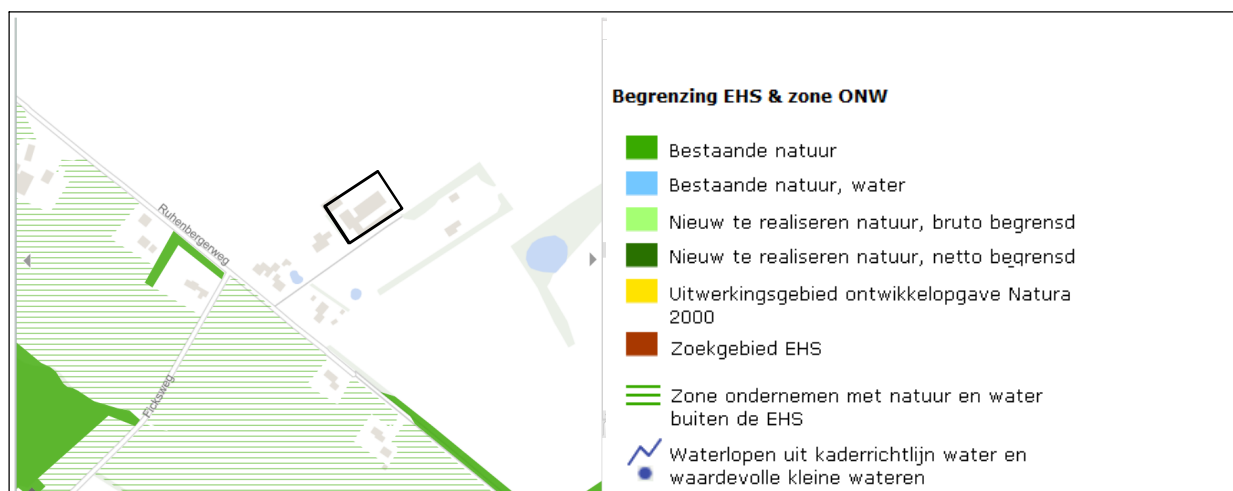 Begrenzing EHS & zone ONW
Bestaande natuur
Bestaande natuur, water
Nieuw te realiseren natuur, bruto begrensd
Nieuw te realiseren natuur, netto begrensd
Uitwerkingsgebied ontwikkelopgave Natura
2000
Zoekgebied EHS
Zone ondernemen met natuur en water
buiten de EHS
Waterlopen uit kaderrichtlijn water en
waardevolle kleine wateren
Ruhenbergerweg
Ficksweg